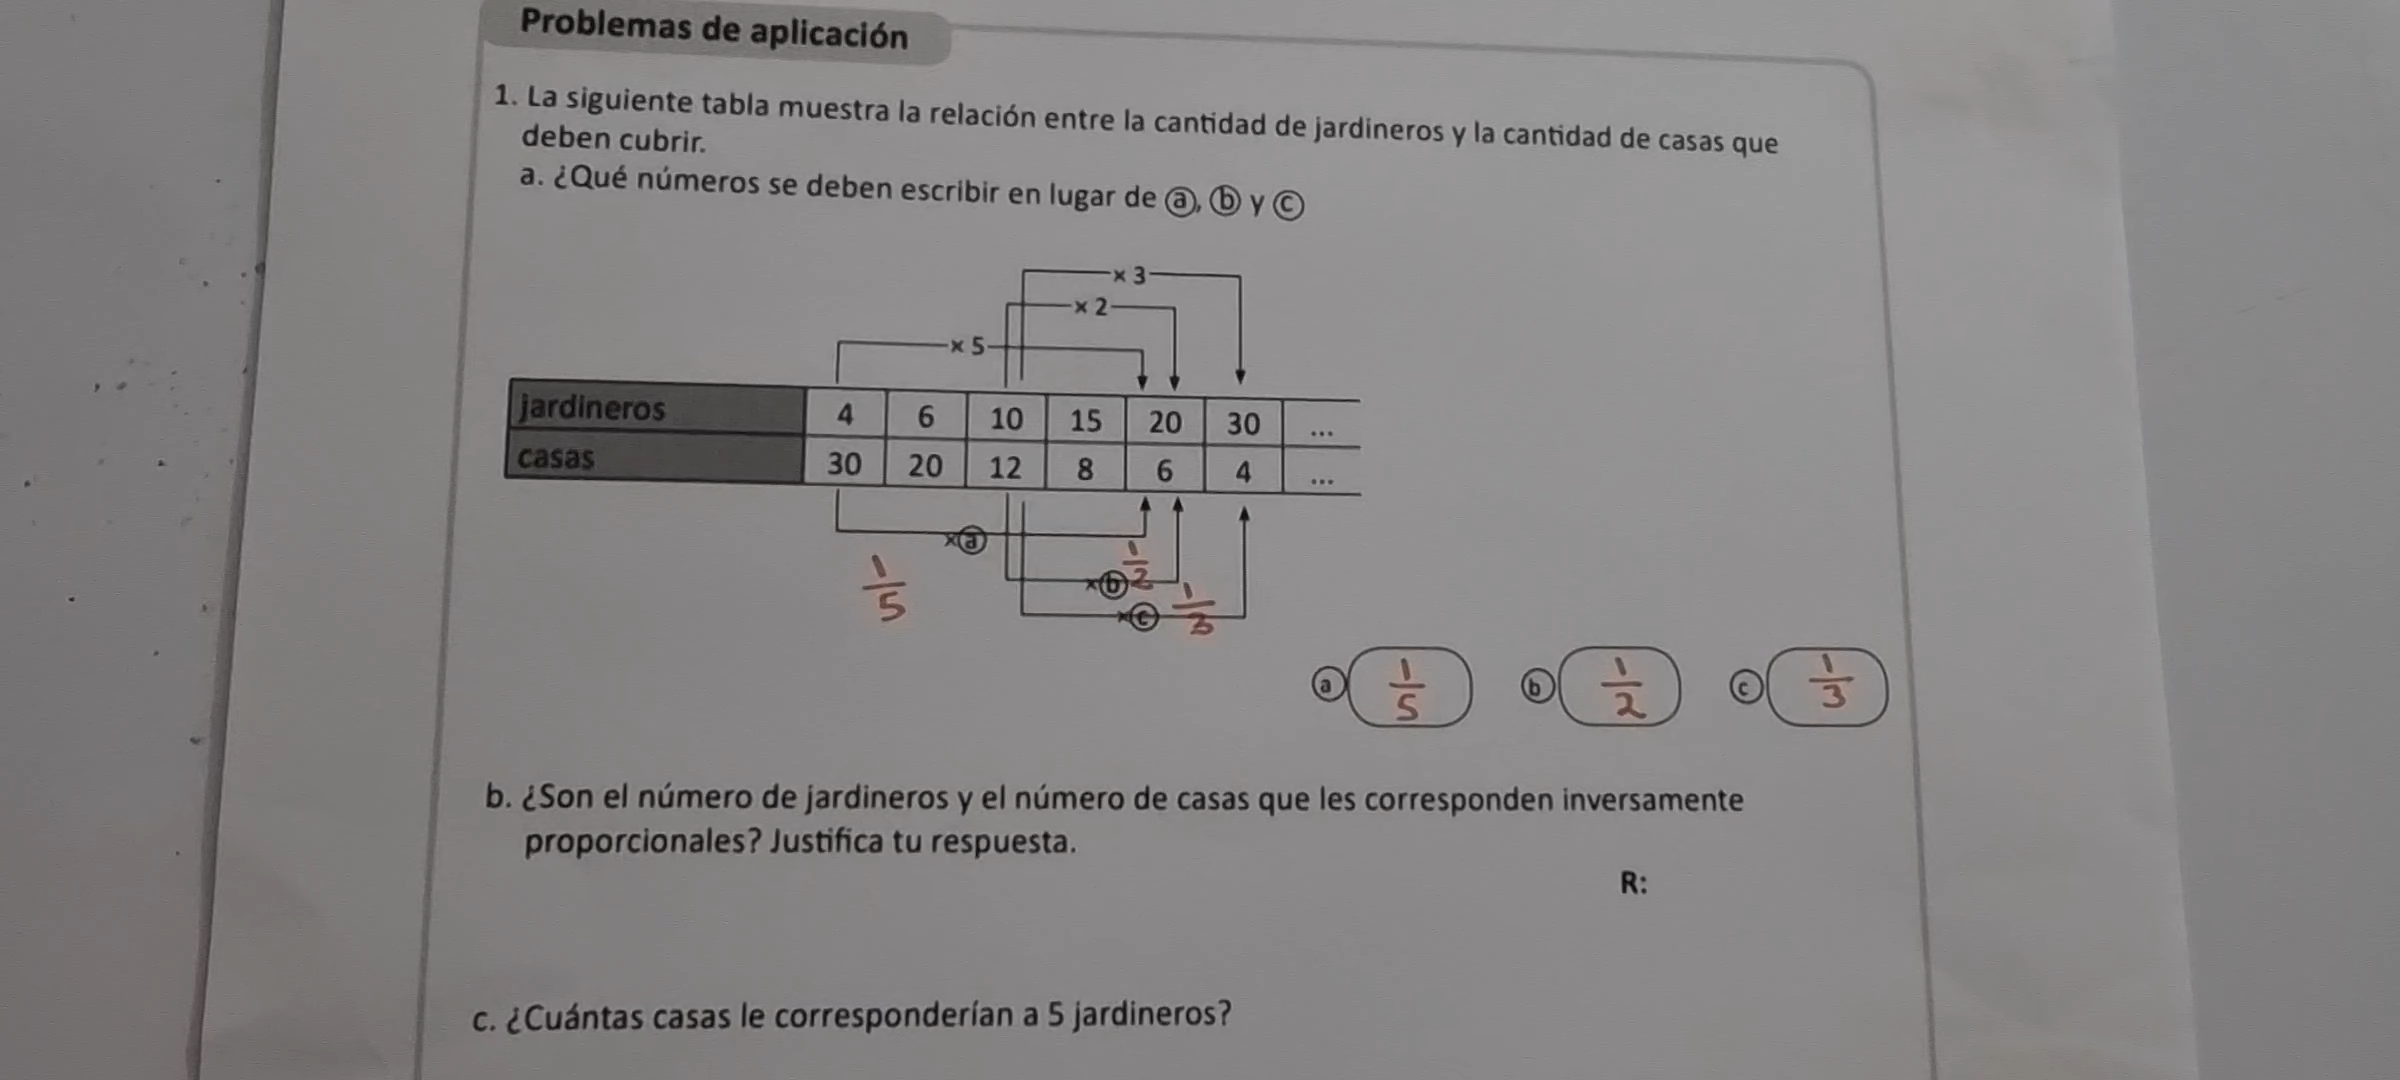 Problemas de aplicación
1. La siguiente tabla muestra la relación entre la cantidad de jardineros y la cantidad de casas que
deben cubrir.
a. ¿Qué números se deben escribir en lugar de ⓐ, ⓑ y ⓒ
× 3
× 2
× 5
jardineros 4 6 10 15 20 30 ...
casas 30 20 12 8 6 4 ...
×ⓐ
1/5
×ⓑ 1/2
×ⓒ 1/3
ⓐ 1/5 ⓑ 1/2 ⓒ 1/3
b. ¿Son el número de jardineros y el número de casas que les corresponden inversamente
proporcionales? Justifica tu respuesta.
R:
c. ¿Cuántas casas le corresponderían a 5 jardineros?